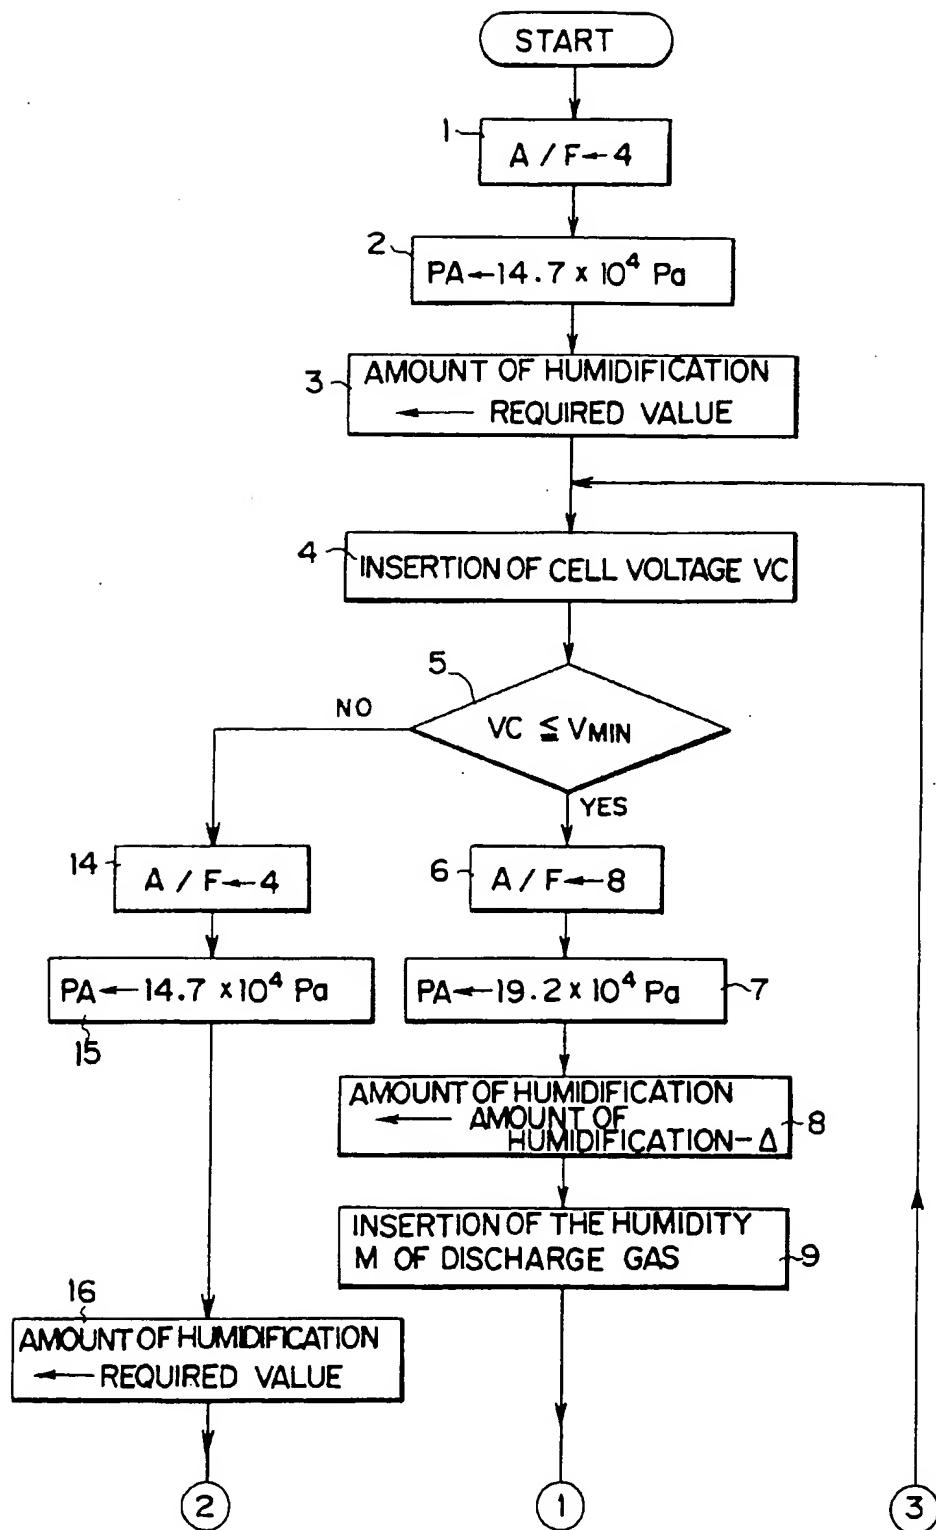 START
1
A / F ← 4
2
PA ← 14.7 × 10⁴ Pa
3
AMOUNT OF HUMIDIFICATION
← REQUIRED VALUE
4
INSERTION OF CELL VOLTAGE VC
5
VC ≦ VMIN
NO
YES
14
A / F ← 4
6
A / F ← 8
PA ← 14.7 × 10⁴ Pa
15
PA ← 19.2 × 10⁴ Pa
7
AMOUNT OF HUMIDIFICATION
← AMOUNT OF
HUMIDIFICATION - Δ
8
INSERTION OF THE HUMIDITY
M OF DISCHARGE GAS
9
16
AMOUNT OF HUMIDIFICATION
← REQUIRED VALUE
2
1
3